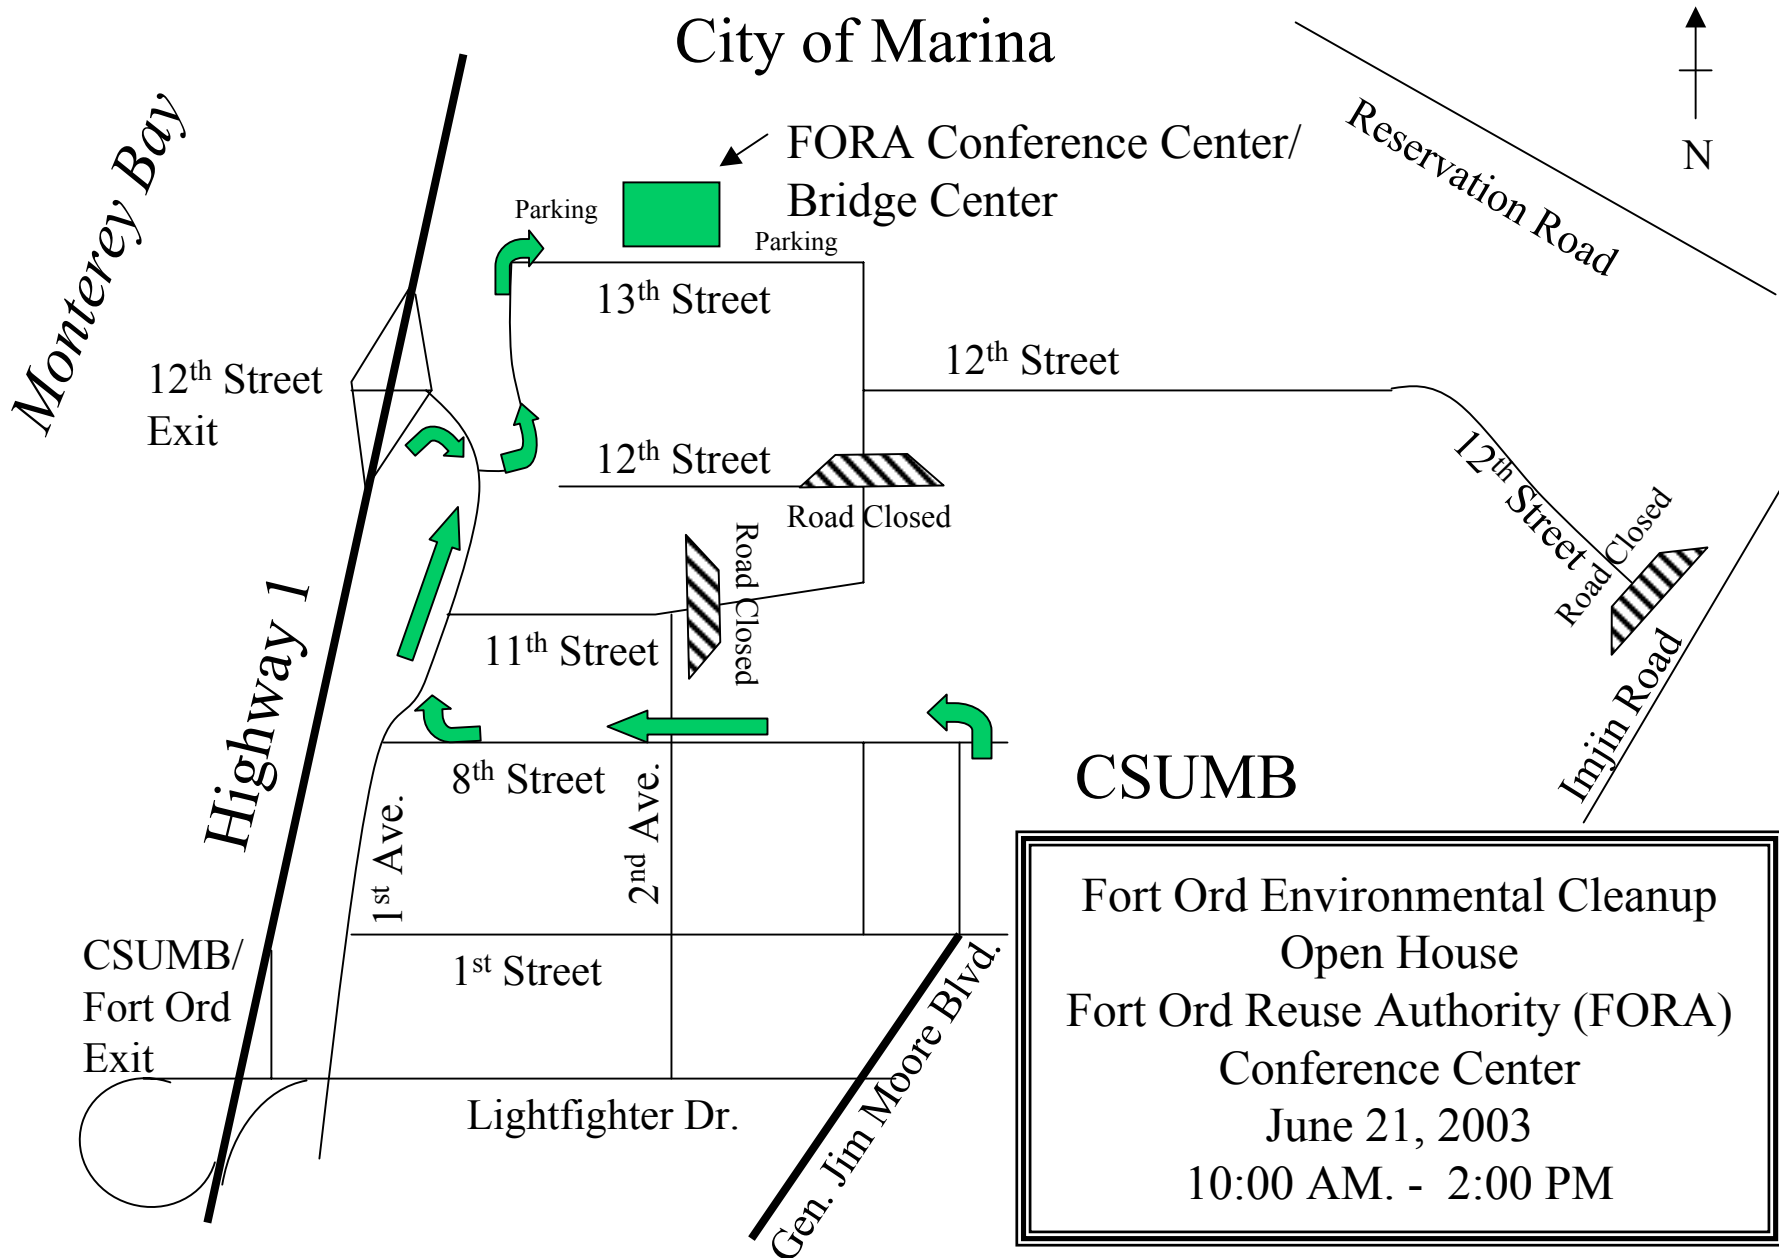 City of Marina
Monterey Bay
FORA Conference Center/
Bridge Center
Reservation Road
N
Parking
Parking
13th Street
12th Street
Exit
12th Street
12th Street
12th Street
Road Closed
Road Closed
Road Closed
Highway 1
11th Street
Imjin Road
8th Street
CSUMB
1st Ave.
2nd Ave.
CSUMB/
Fort Ord
Exit
1st Street
Gen. Jim Moore Blvd.
Lightfighter Dr.
Fort Ord Environmental Cleanup
Open House
Fort Ord Reuse Authority (FORA)
Conference Center
June 21, 2003
10:00 AM. - 2:00 PM